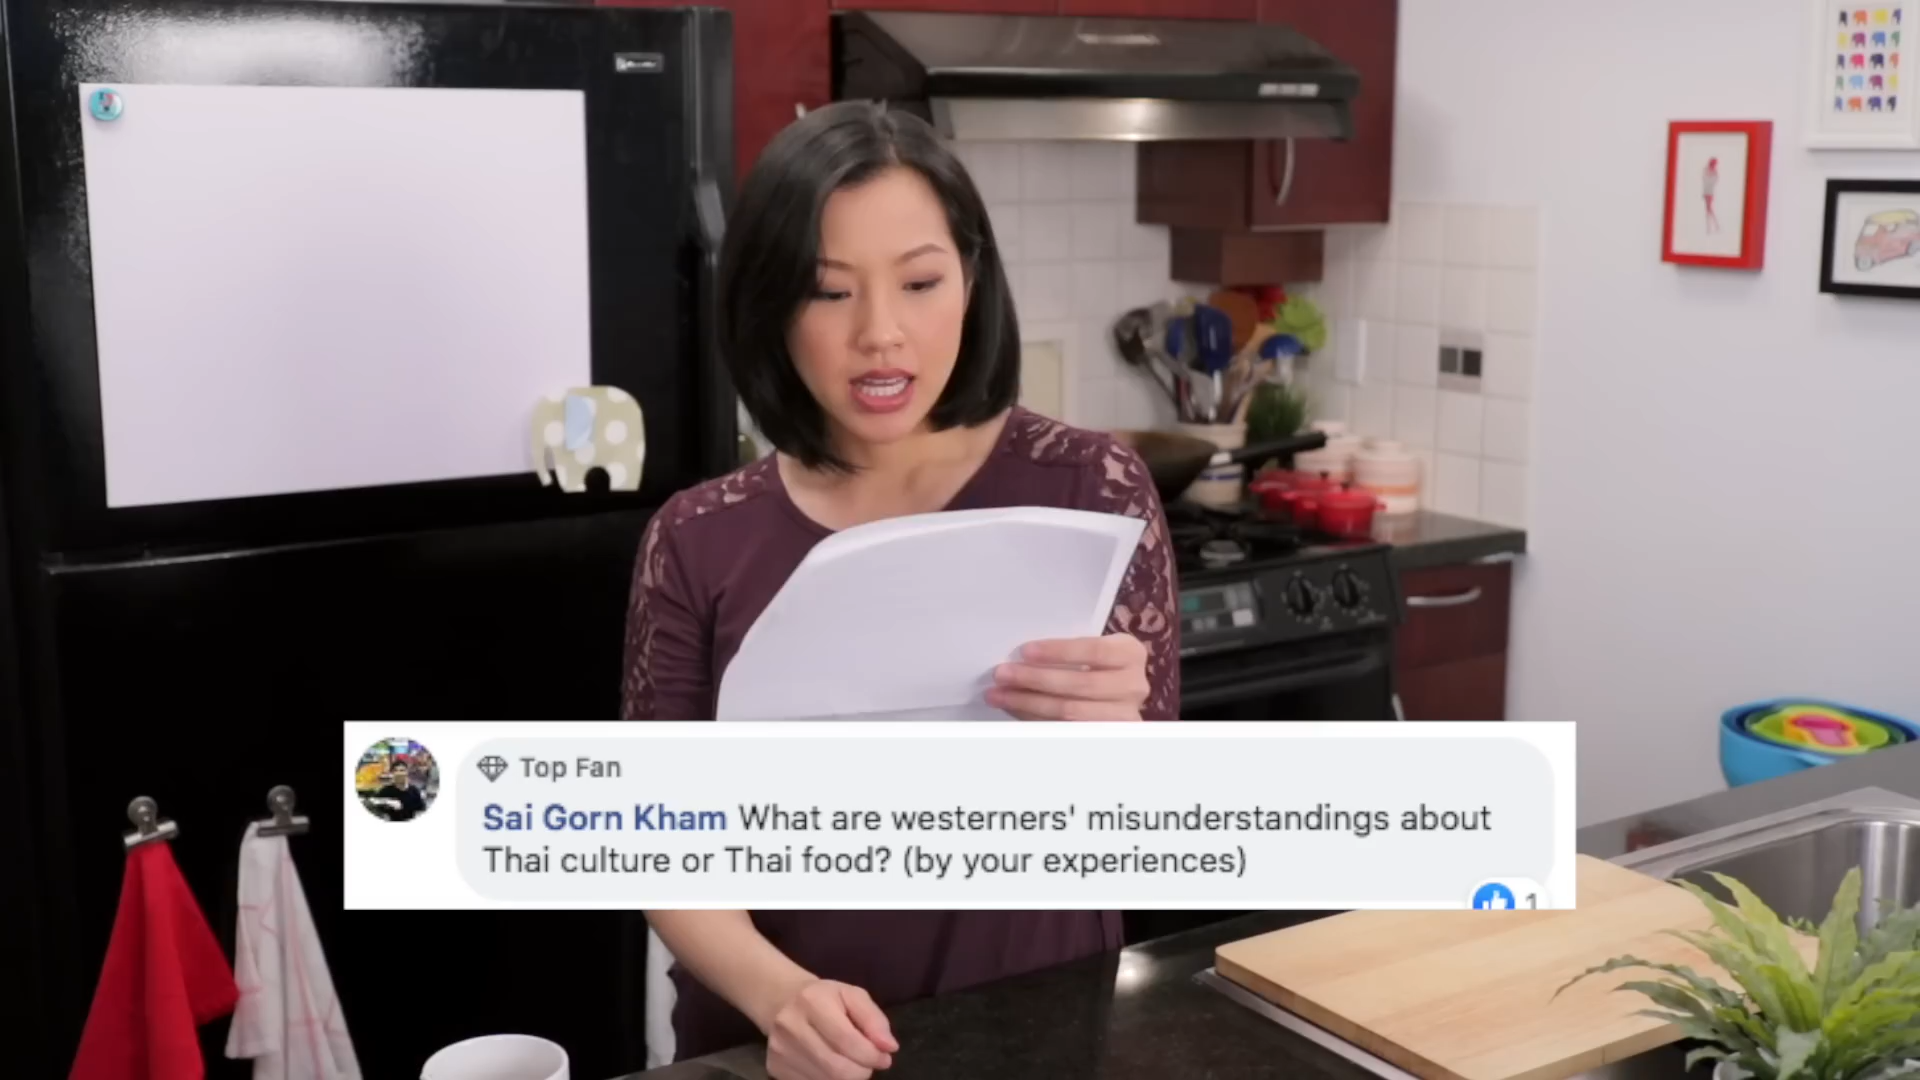 Top Fan
Sai Gorn Kham What are westerners' misunderstandings about
Thai culture or Thai food? (by your experiences)
1